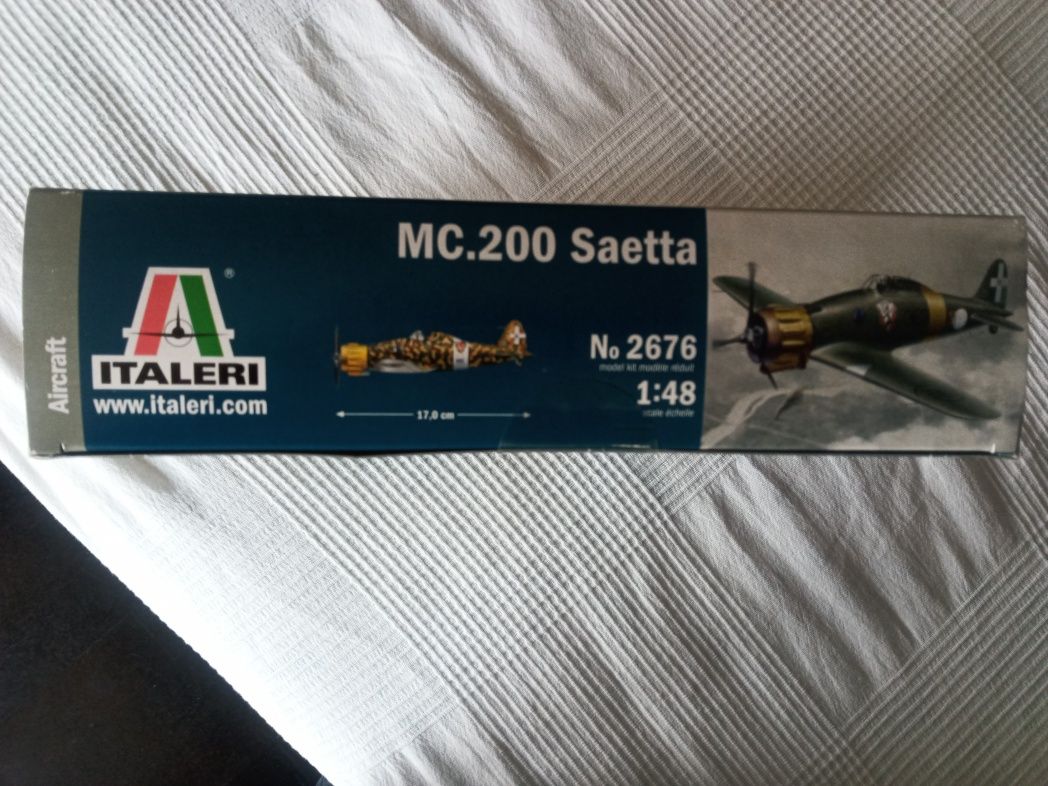 Aircraft
®
ITALERI
www.italeri.com
MC.200 Saetta
17,0 cm
No 2676
model kit modèle réduit
1:48
scale échelle